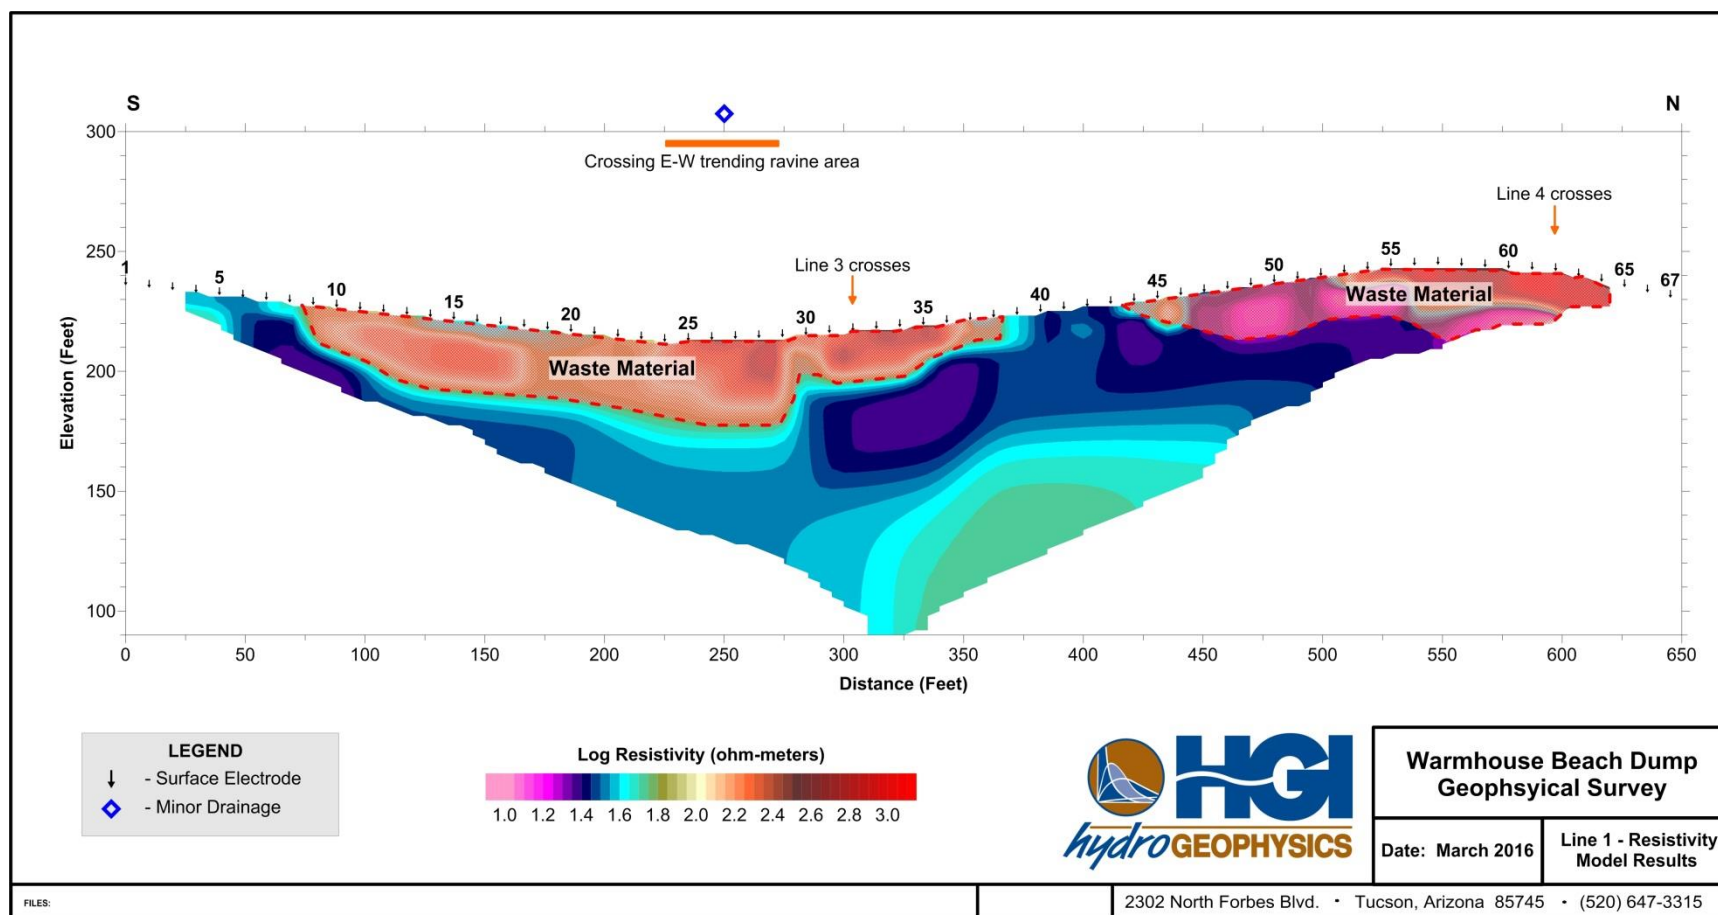 S
N
300
Crossing E-W trending ravine area
Line 4 crosses
250
Line 3 crosses
1
5
10
15
20
25
30
35
40
45
50
55
60
65
67
Waste Material
Waste Material
200
150
100
Elevation (Feet)
0 50 100 150 200 250 300 350 400 450 500 550 600 650
Distance (Feet)
LEGEND
- Surface Electrode
- Minor Drainage
Log Resistivity (ohm-meters)
1.0 1.2 1.4 1.6 1.8 2.0 2.2 2.4 2.6 2.8 3.0
HGI
hydroGEOPHYSICS
Warmhouse Beach Dump
Geophsyical Survey
Date: March 2016
Line 1 - Resistivity
Model Results
FILES:
2302 North Forbes Blvd. • Tucson, Arizona 85745 • (520) 647-3315